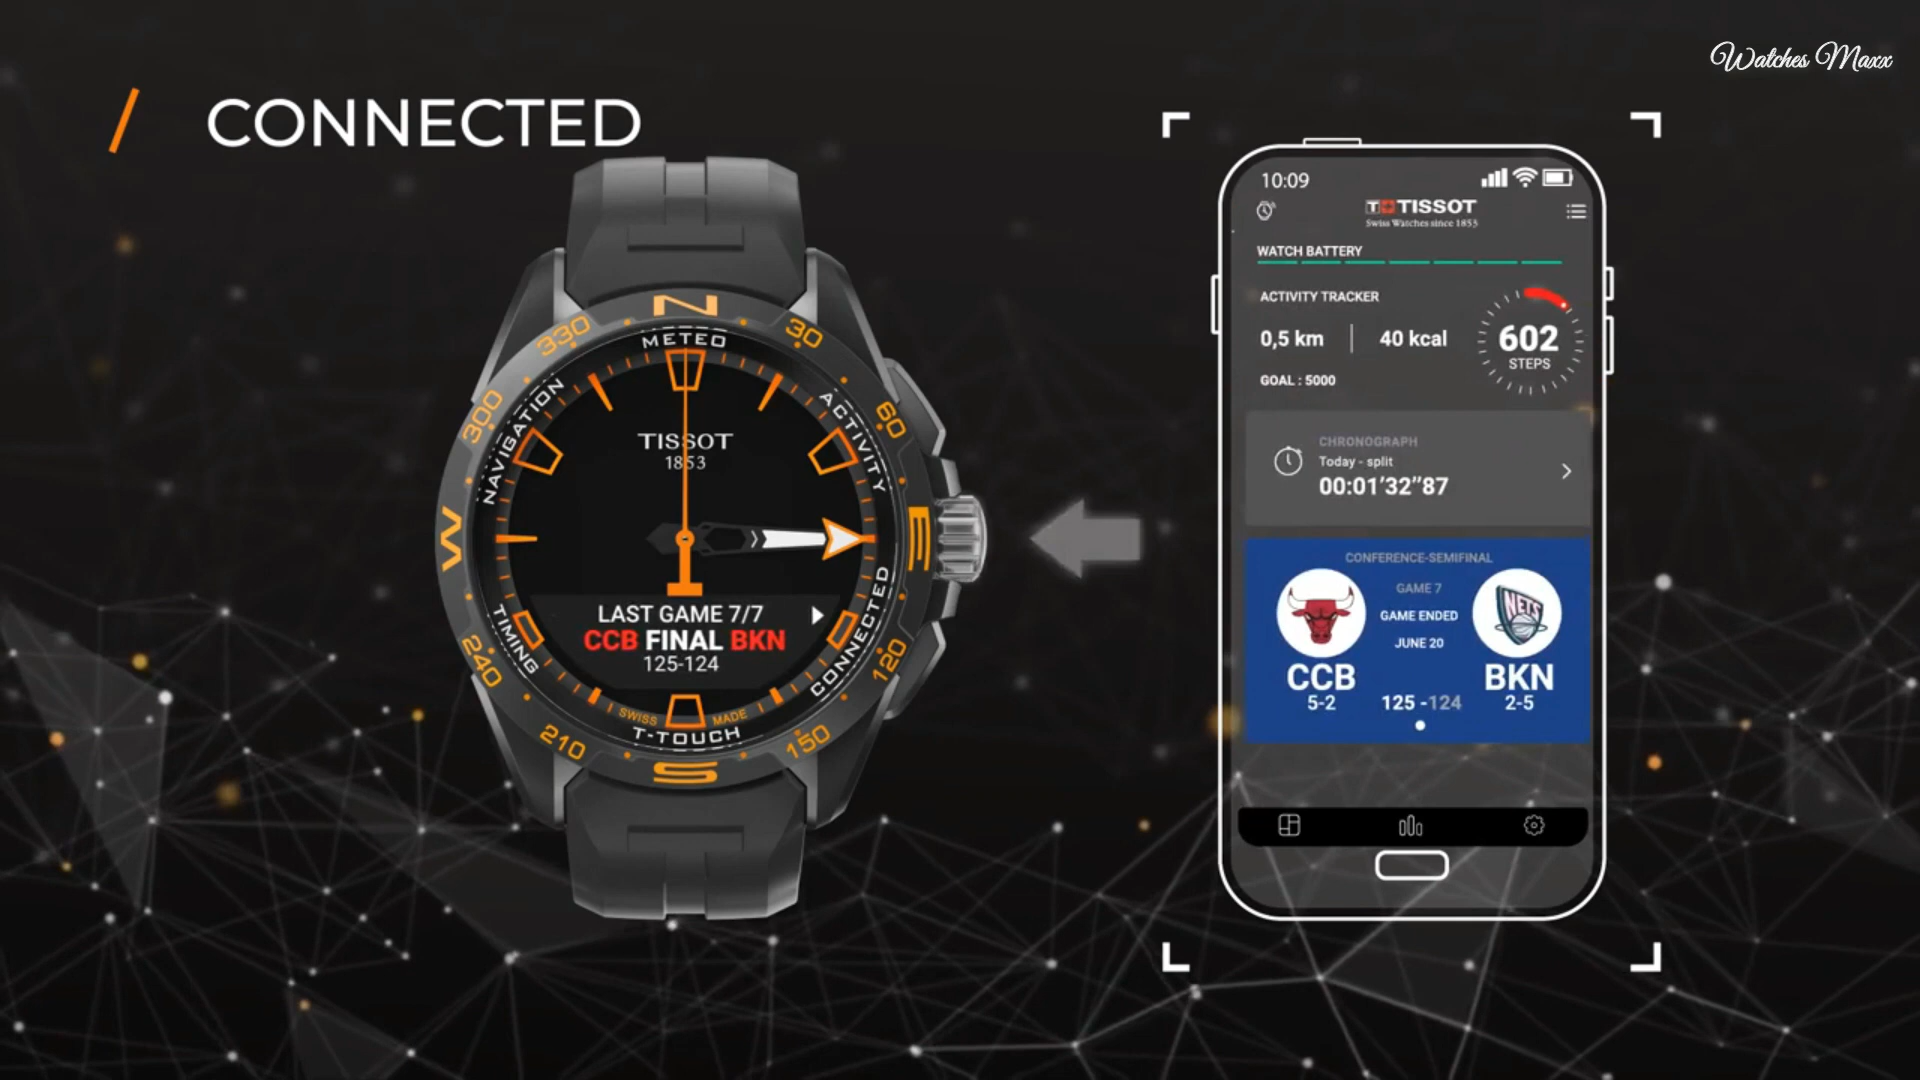 Watches Maxx
/ CONNECTED
N
30
60
E
120
150
S
210
240
W
300
330
METEO
ACTIVITY
CONNECTED
T-TOUCH
TIMING
NAVIGATION
TISSOT
1853
LAST GAME 7/7
CCB FINAL BKN
125-124
SWISS MADE
10:09
T+TISSOT
Swiss Watches since 1853
WATCH BATTERY
ACTIVITY TRACKER
0,5 km | 40 kcal
602
STEPS
GOAL : 5000
CHRONOGRAPH
Today - split
00:01'32"87
CONFERENCE-SEMIFINAL
GAME 7
GAME ENDED
JUNE 20
NETS
CCB
BKN
5-2
125 -124
2-5